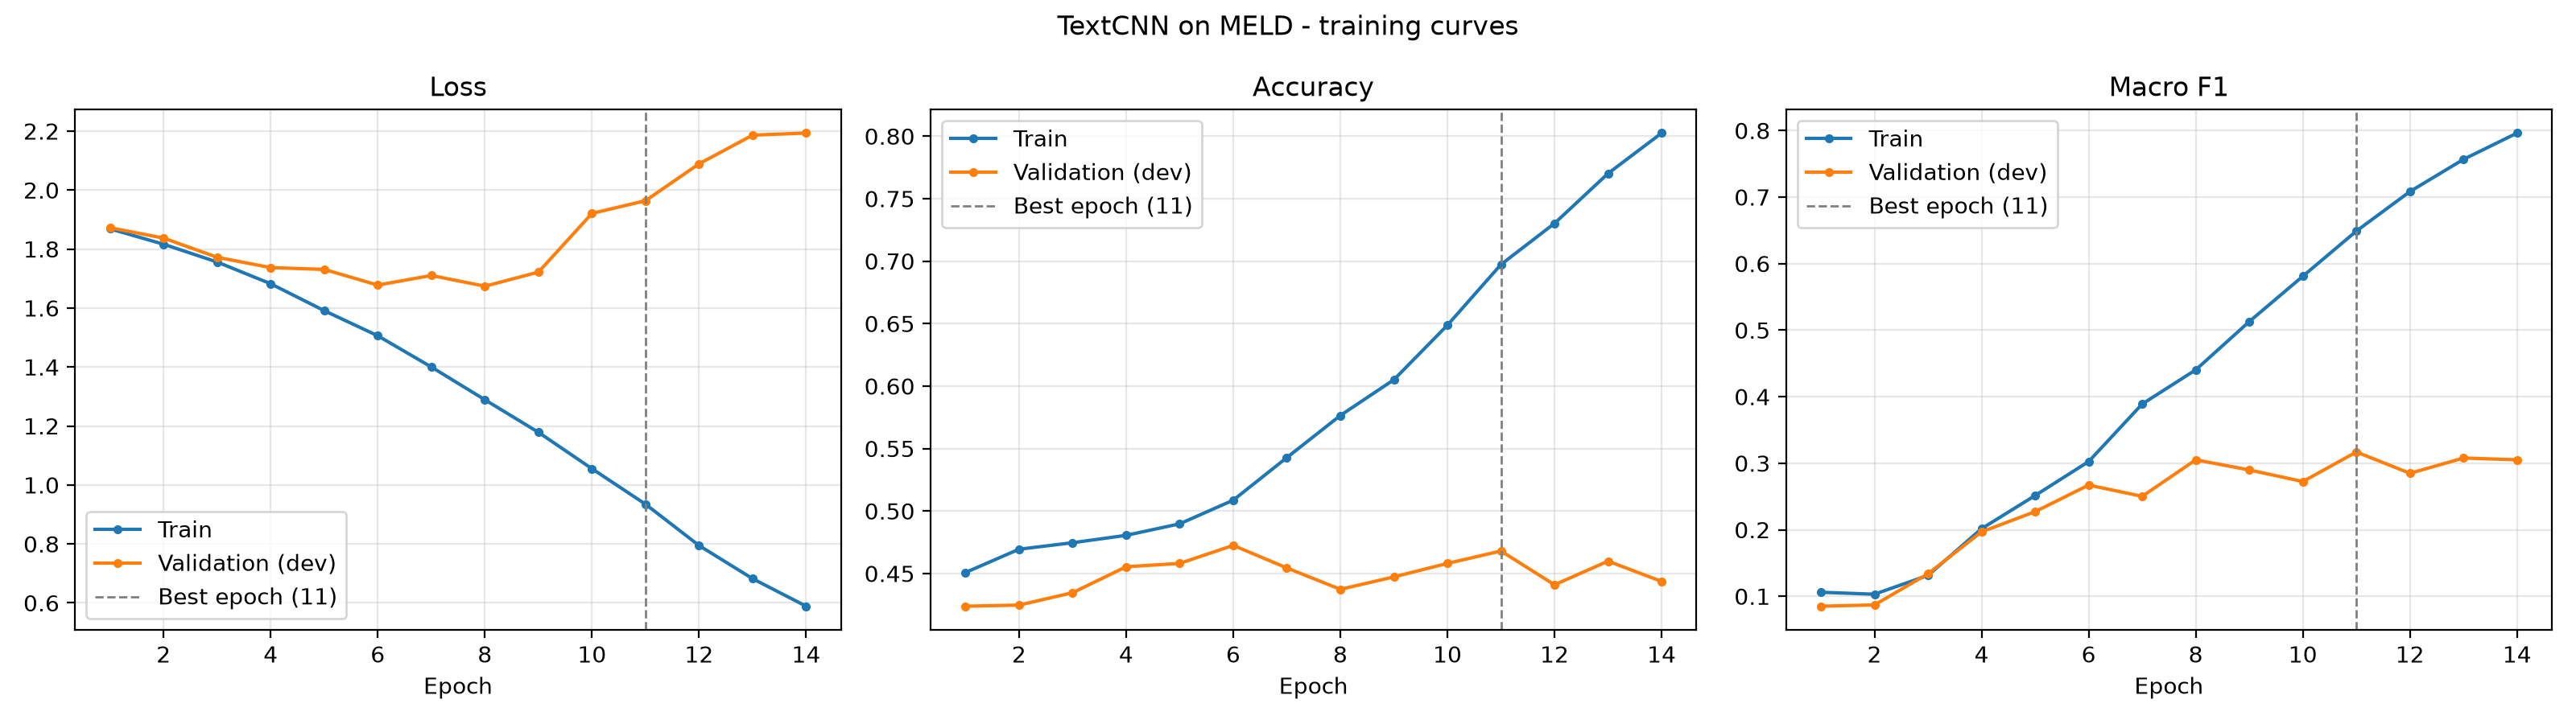 TextCNN on MELD - training curves
Loss
2.2
2.0
1.8
1.6
1.4
1.2
1.0
0.8
0.6
Train
Validation (dev)
Best epoch (11)
2 4 6 8 10 12 14
Epoch
Accuracy
0.80
0.75
0.70
0.65
0.60
0.55
0.50
0.45
Train
Validation (dev)
Best epoch (11)
2 4 6 8 10 12 14
Epoch
Macro F1
0.8
0.7
0.6
0.5
0.4
0.3
0.2
0.1
Train
Validation (dev)
Best epoch (11)
2 4 6 8 10 12 14
Epoch